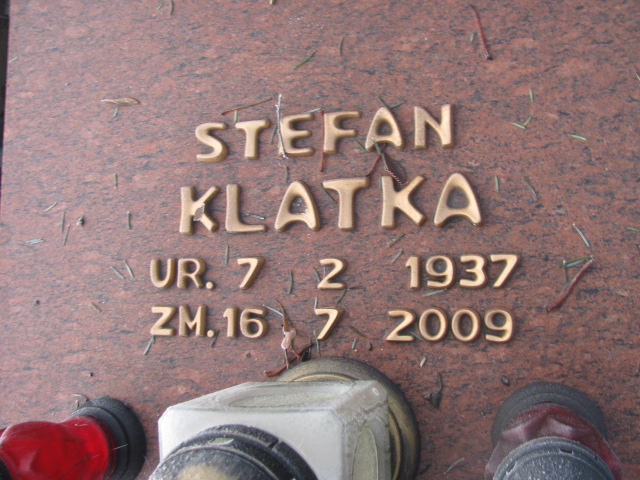 STEFAN
KLATKA
UR. 7 2 1937
ZM. 16 7 2009